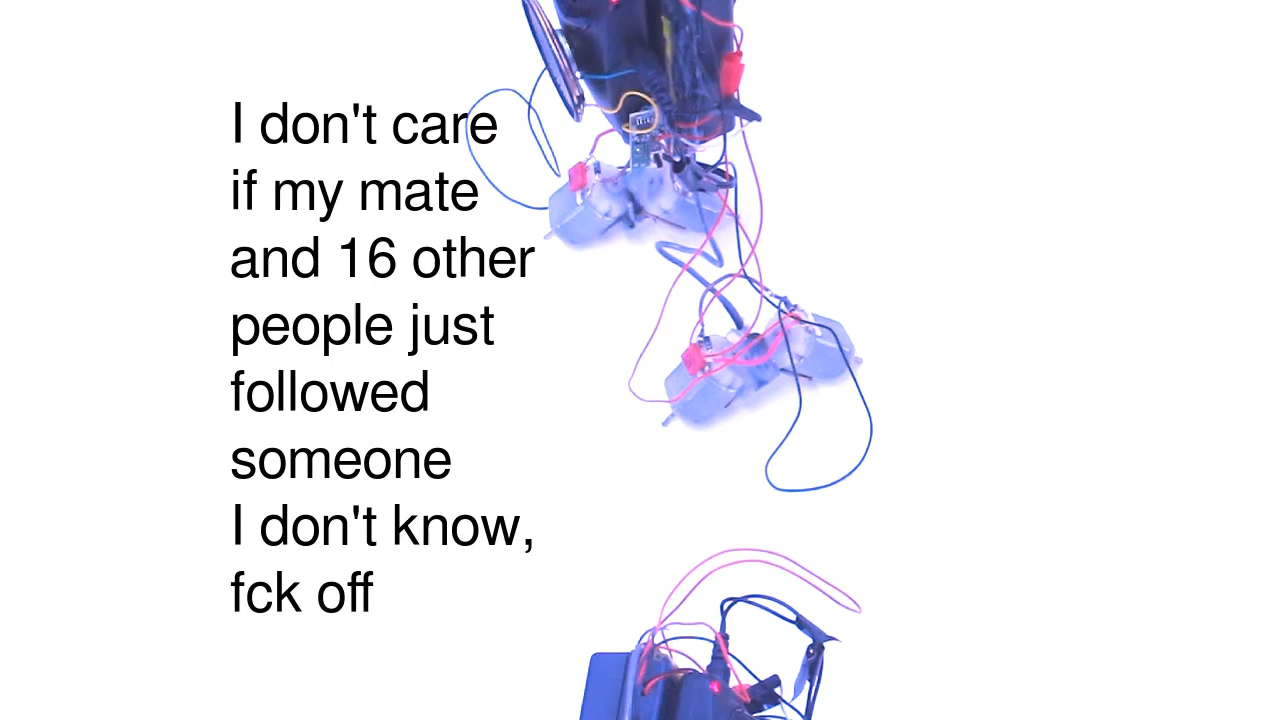 I don't care
if my mate
and 16 other
people just
followed
someone
I don't know,
fck off